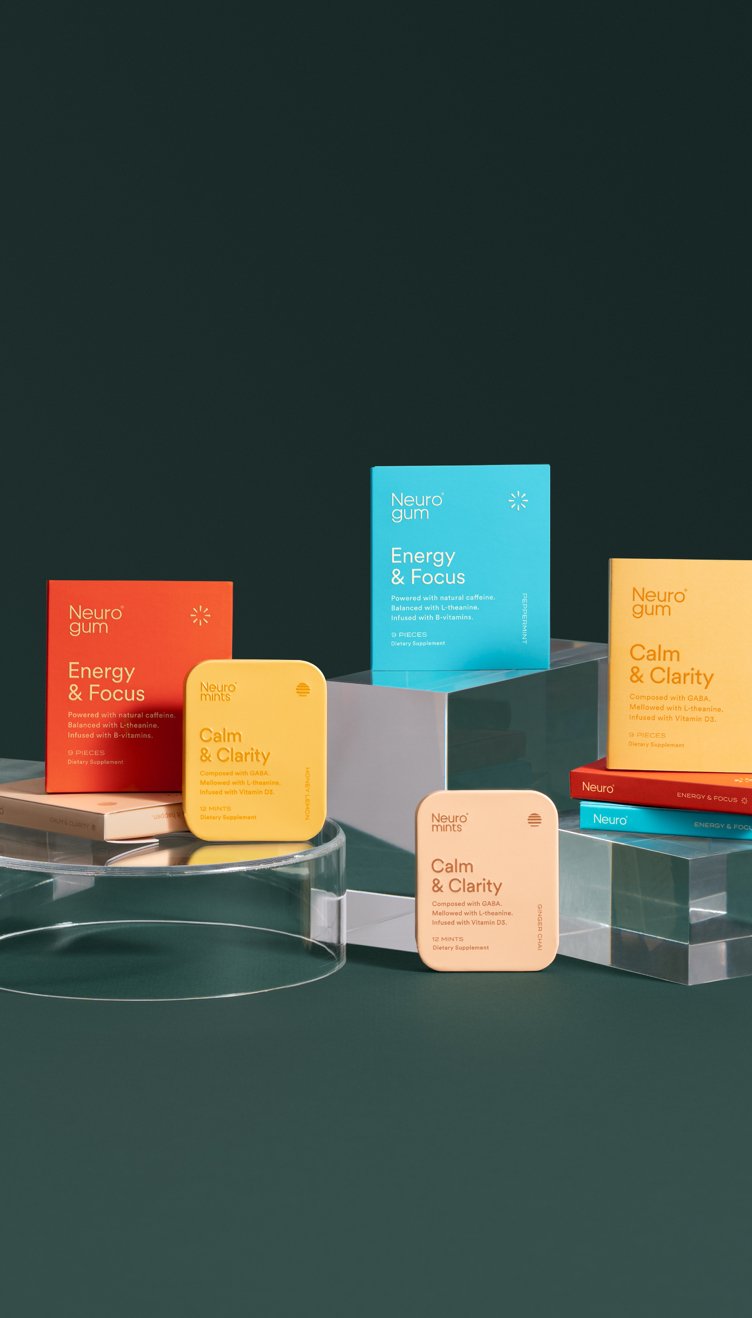 Neuro®
gum
Energy
& Focus
Powered with natural caffeine.
Balanced with L-theanine.
Infused with B-vitamins.
9 PIECES
Dietary Supplement
CALM & CLARITY
Neuro®
mints
Calm
& Clarity
Composed with GABA.
Mellowed with L-theanine.
Infused with Vitamin D3.
12 MINTS
Dietary Supplement
HONEY LEMON
Neuro®
gum
Energy
& Focus
Powered with natural caffeine.
Balanced with L-theanine.
Infused with B-vitamins.
9 PIECES
Dietary Supplement
PEPPERMINT
Neuro®
mints
Calm
& Clarity
Composed with GABA.
Mellowed with L-theanine.
Infused with Vitamin D3.
12 MINTS
Dietary Supplement
GINGER CHAI
Neuro®
gum
Calm
& Clarity
Composed with GABA.
Mellowed with L-theanine.
Infused with Vitamin D3.
9 PIECES
Dietary Supplement
Neuro®
ENERGY & FOCUS
Neuro®
ENERGY & FOCU